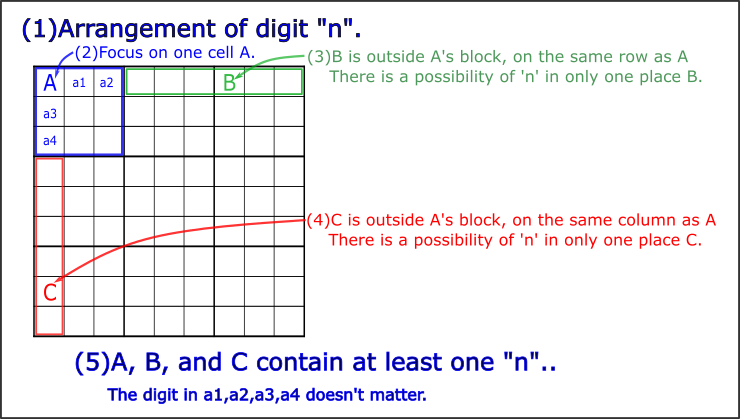 (1)Arrangement of digit "n".
(2)Focus on one cell A.
(3)B is outside A's block, on the same row as A
There is a possibility of 'n' in only one place B.
A a1 a2 B
a3
a4
(4)C is outside A's block, on the same column as A
There is a possibility of 'n' in only one place C.
C
(5)A, B, and C contain at least one "n"..
The digit in a1,a2,a3,a4 doesn't matter.